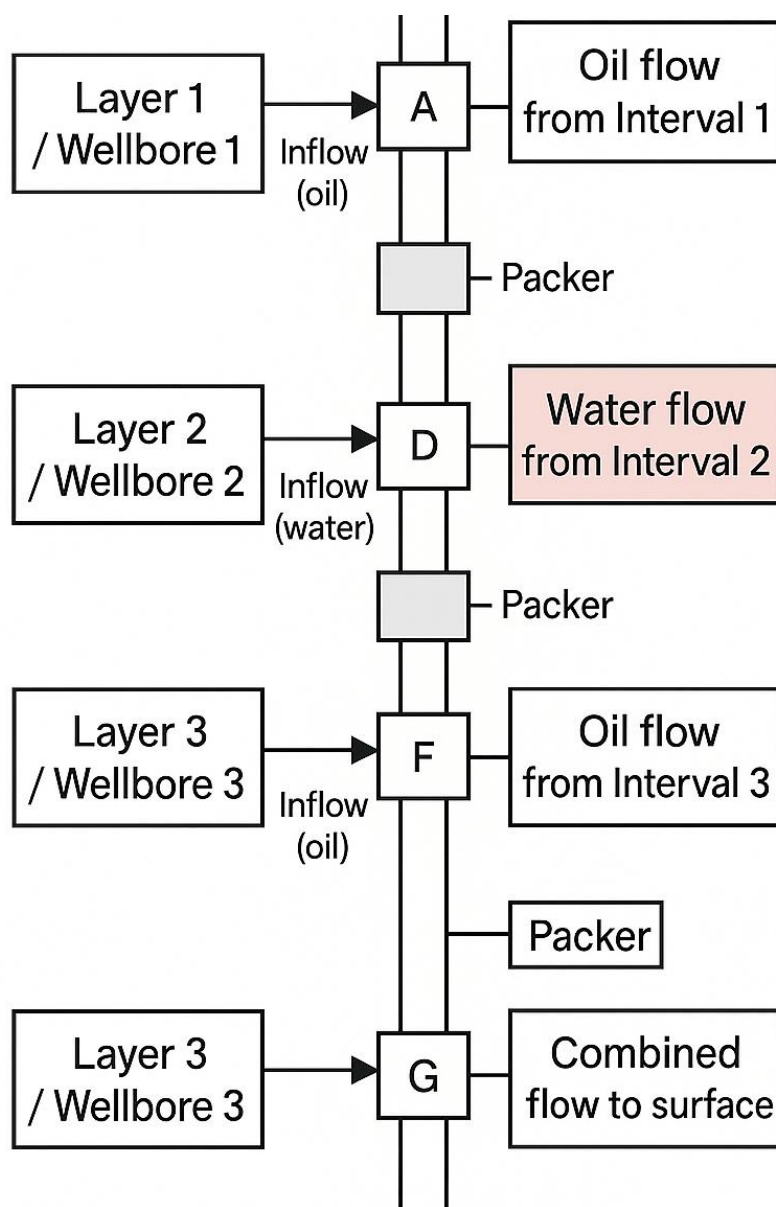 Layer 1
/ Wellbore 1
Inflow
(oil)
A
Oil flow
from Interval 1
Packer
Layer 2
/ Wellbore 2
Inflow
(water)
D
Water flow
from Interval 2
Packer
Layer 3
/ Wellbore 3
Inflow
(oil)
F
Oil flow
from Interval 3
Packer
Layer 3
/ Wellbore 3
G
Combined
flow to surface